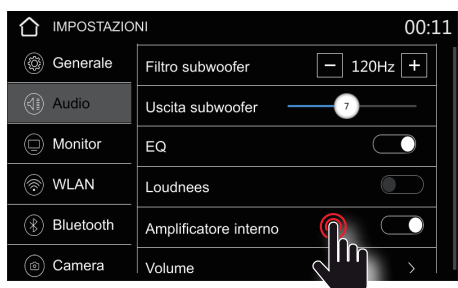 IMPOSTAZIONI 00:11
Generale
Audio
Monitor
WLAN
Bluetooth
Camera
Filtro subwoofer − 120Hz +
Uscita subwoofer 7
EQ
Loudnees
Amplificatore interno
Volume >